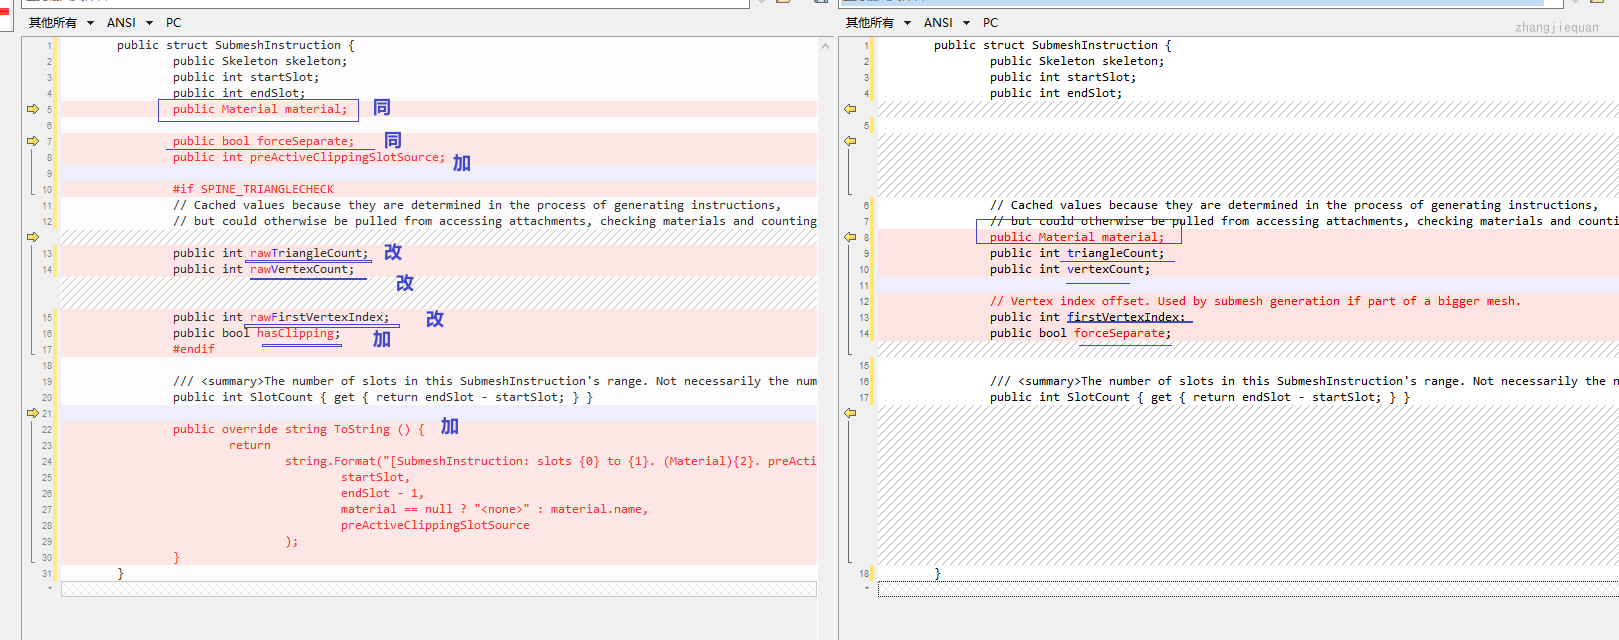 其他所有 ANSI PC
1 public struct SubmeshInstruction {
2 public Skeleton skeleton;
3 public int startSlot;
4 public int endSlot;
5 public Material material; 同
6
7 public bool forceSeparate; 同
8 public int preActiveClippingSlotSource; 加
9
10 #if SPINE_TRIANGLECHECK
11 // Cached values because they are determined in the process of generating instructions,
12 // but could otherwise be pulled from accessing attachments, checking materials and counting
13 public int rawTriangleCount; 改
14 public int rawVertexCount; 改
15 public int rawFirstVertexIndex; 改
16 public bool hasClipping; 加
17 #endif
18
19 /// <summary>The number of slots in this SubmeshInstruction's range. Not necessarily the num
20 public int SlotCount { get { return endSlot - startSlot; } }
21
22 public override string ToString () { 加
23 return
24 string.Format("[SubmeshInstruction: slots {0} to {1}. (Material){2}. preActi
25 startSlot,
26 endSlot - 1,
27 material == null ? "<none>" : material.name,
28 preActiveClippingSlotSource
29 );
30 }
31 }
其他所有 ANSI PC
zhangjiequan
1 public struct SubmeshInstruction {
2 public Skeleton skeleton;
3 public int startSlot;
4 public int endSlot;
5
6 // Cached values because they are determined in the process of generating instructions,
7 // but could otherwise be pulled from accessing attachments, checking materials and counti
8 public Material material;
9 public int triangleCount;
10 public int vertexCount;
11
12 // Vertex index offset. Used by submesh generation if part of a bigger mesh.
13 public int firstVertexIndex;
14 public bool forceSeparate;
15
16 /// <summary>The number of slots in this SubmeshInstruction's range. Not necessarily the n
17 public int SlotCount { get { return endSlot - startSlot; } }
18 }